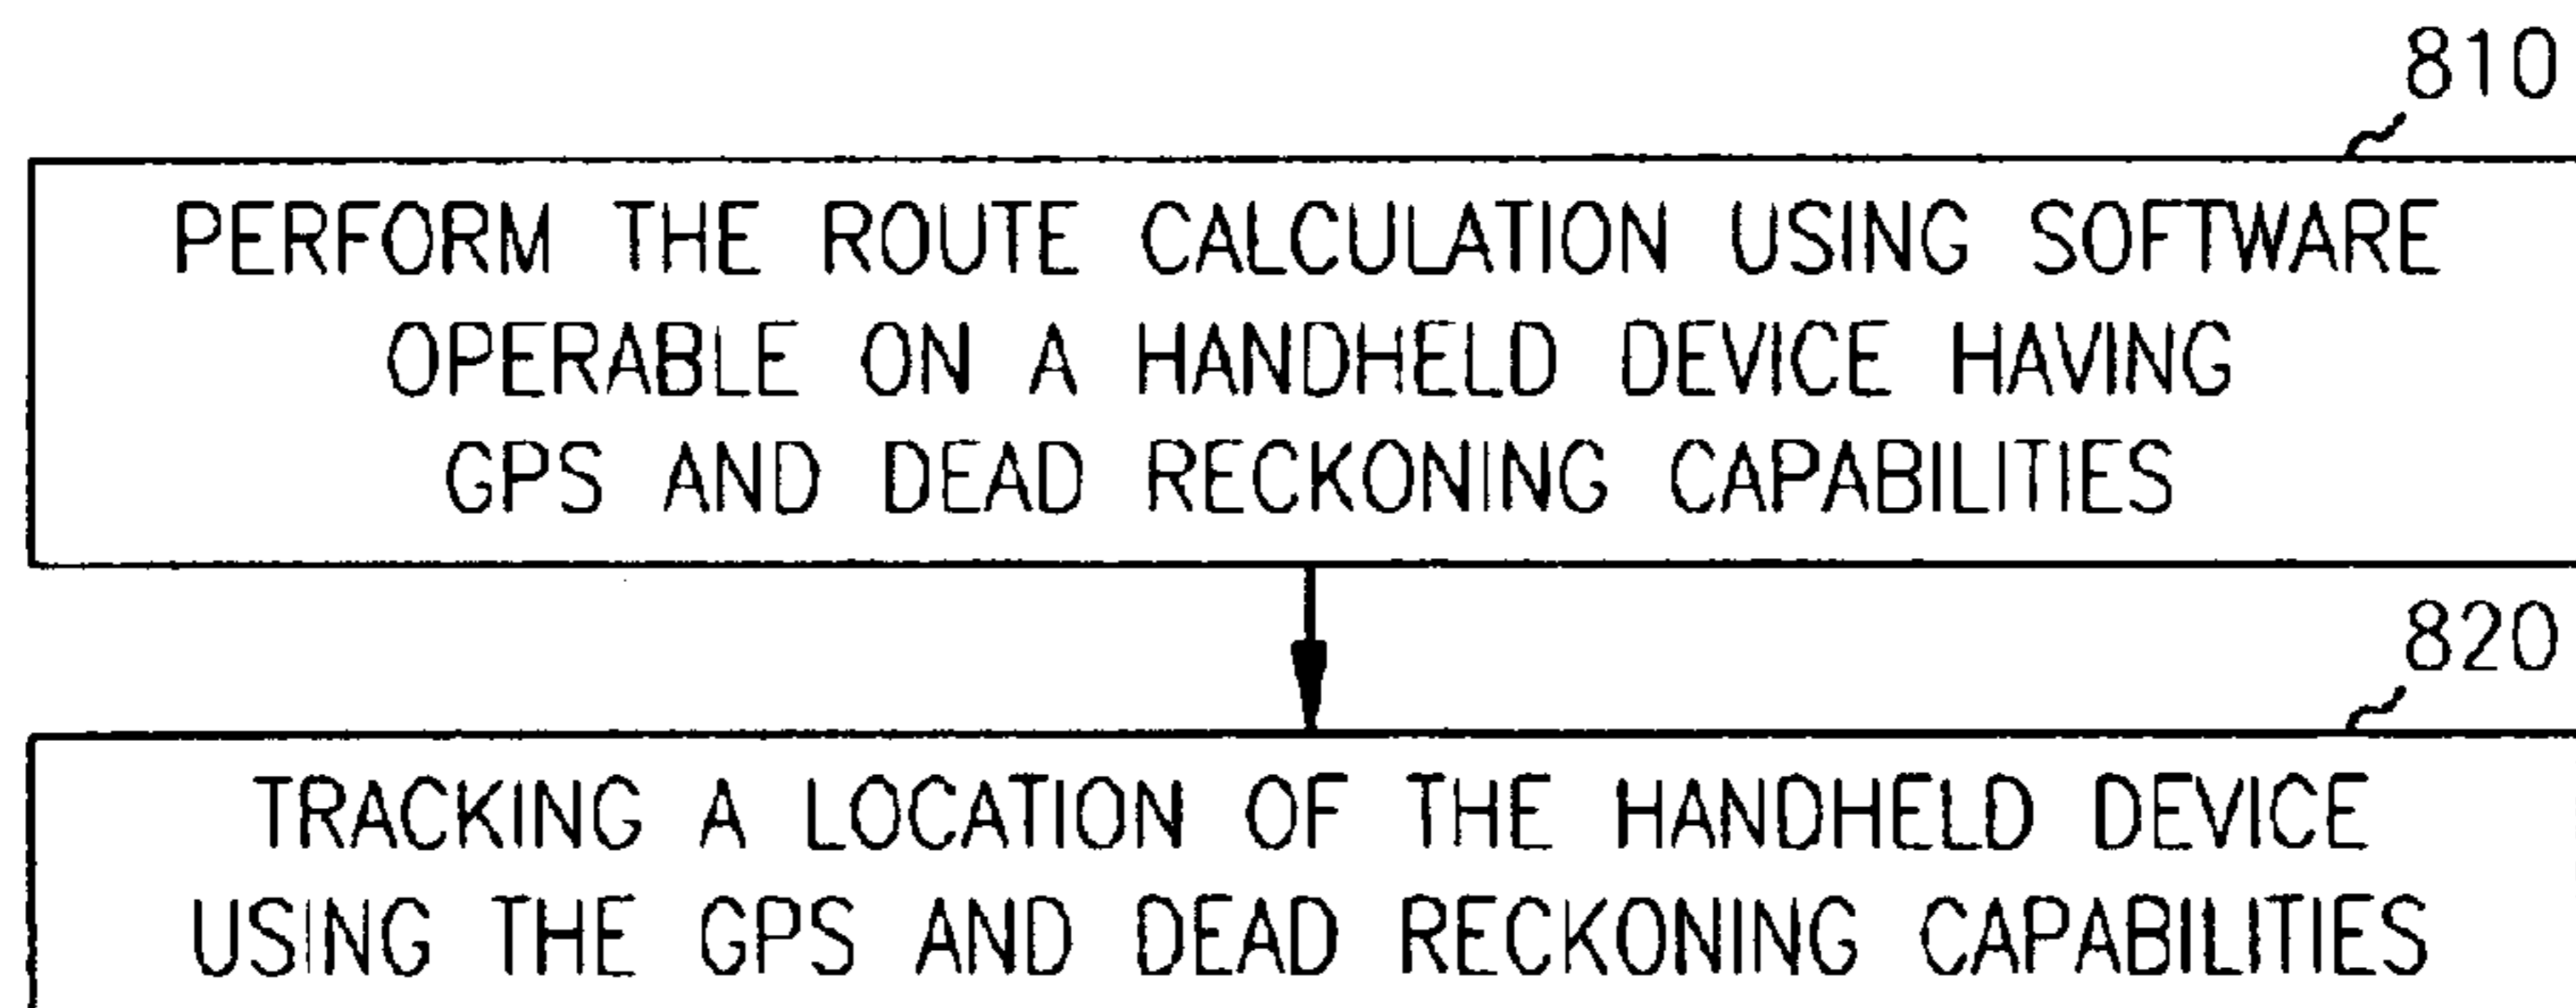 810
PERFORM THE ROUTE CALCULATION USING SOFTWARE
OPERABLE ON A HANDHELD DEVICE HAVING
GPS AND DEAD RECKONING CAPABILITIES
820
TRACKING A LOCATION OF THE HANDHELD DEVICE
USING THE GPS AND DEAD RECKONING CAPABILITIES